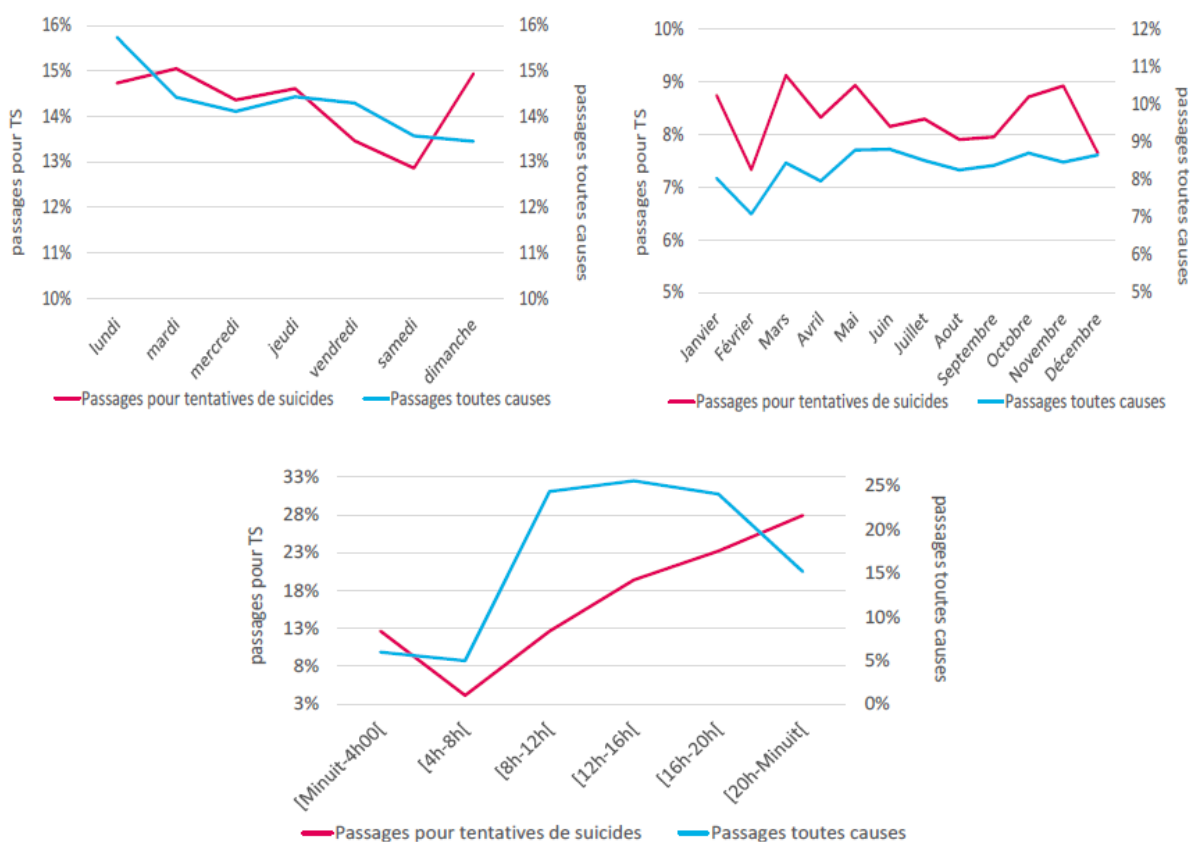 16%
15%
14%
13%
12%
11%
10%
passages pour TS
16%
15%
14%
13%
12%
11%
10%
passages toutes causes
lundi
mardi
mercredi
jeudi
vendredi
samedi
dimanche
Passages pour tentatives de suicides
Passages toutes causes
10%
9%
8%
7%
6%
5%
passages pour TS
12%
11%
10%
9%
8%
7%
6%
5%
passages toutes causes
Janvier
Février
Mars
Avril
Mai
Juin
Juillet
Aout
Septembre
Octobre
Novembre
Décembre
Passages pour tentatives de suicides
Passages toutes causes
33%
28%
23%
18%
13%
8%
3%
passages pour TS
25%
20%
15%
10%
5%
0%
passages toutes causes
[Minuit-4h00[
[4h-8h[
[8h-12h[
[12h-16h[
[16h-20h[
[20h-Minuit[
Passages pour tentatives de suicides
Passages toutes causes